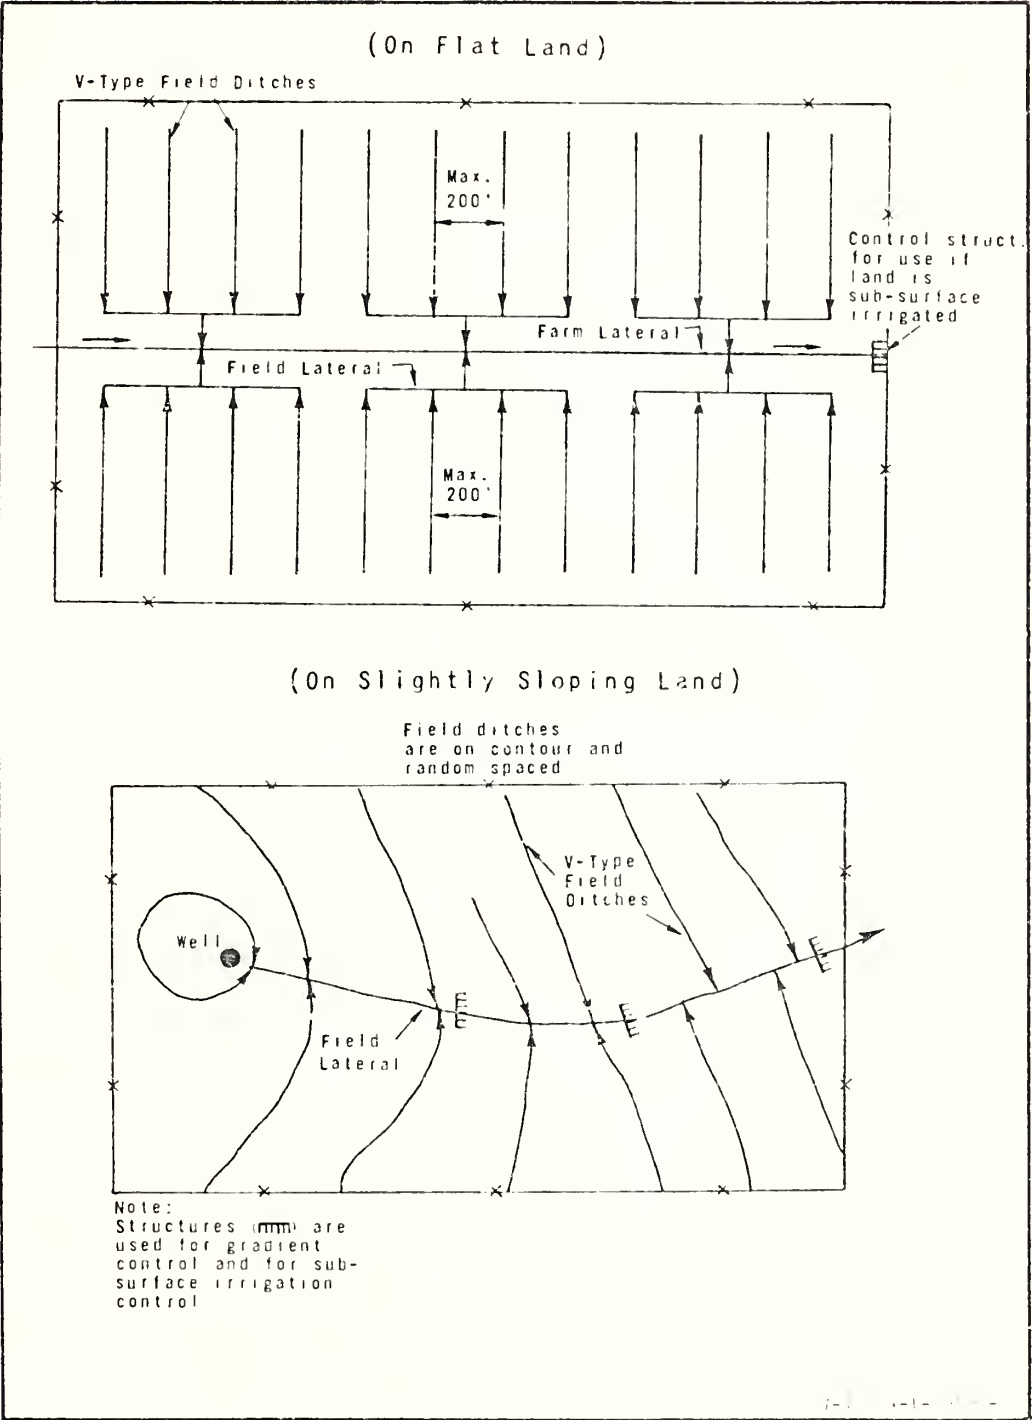 (On Flat Land)
V-Type Field Ditches
Max.
200'
Control struct.
for use if
land is
sub-surface
irrigated
Farm Lateral
Field Lateral
Max.
200'
(On Slightly Sloping Land)
Field ditches
are on contour and
random spaced
V-Type
Field
Ditches
Well
Field
Lateral
Note:
Structures ( ) are
used for gradient
control and for sub-
surface irrigation
control